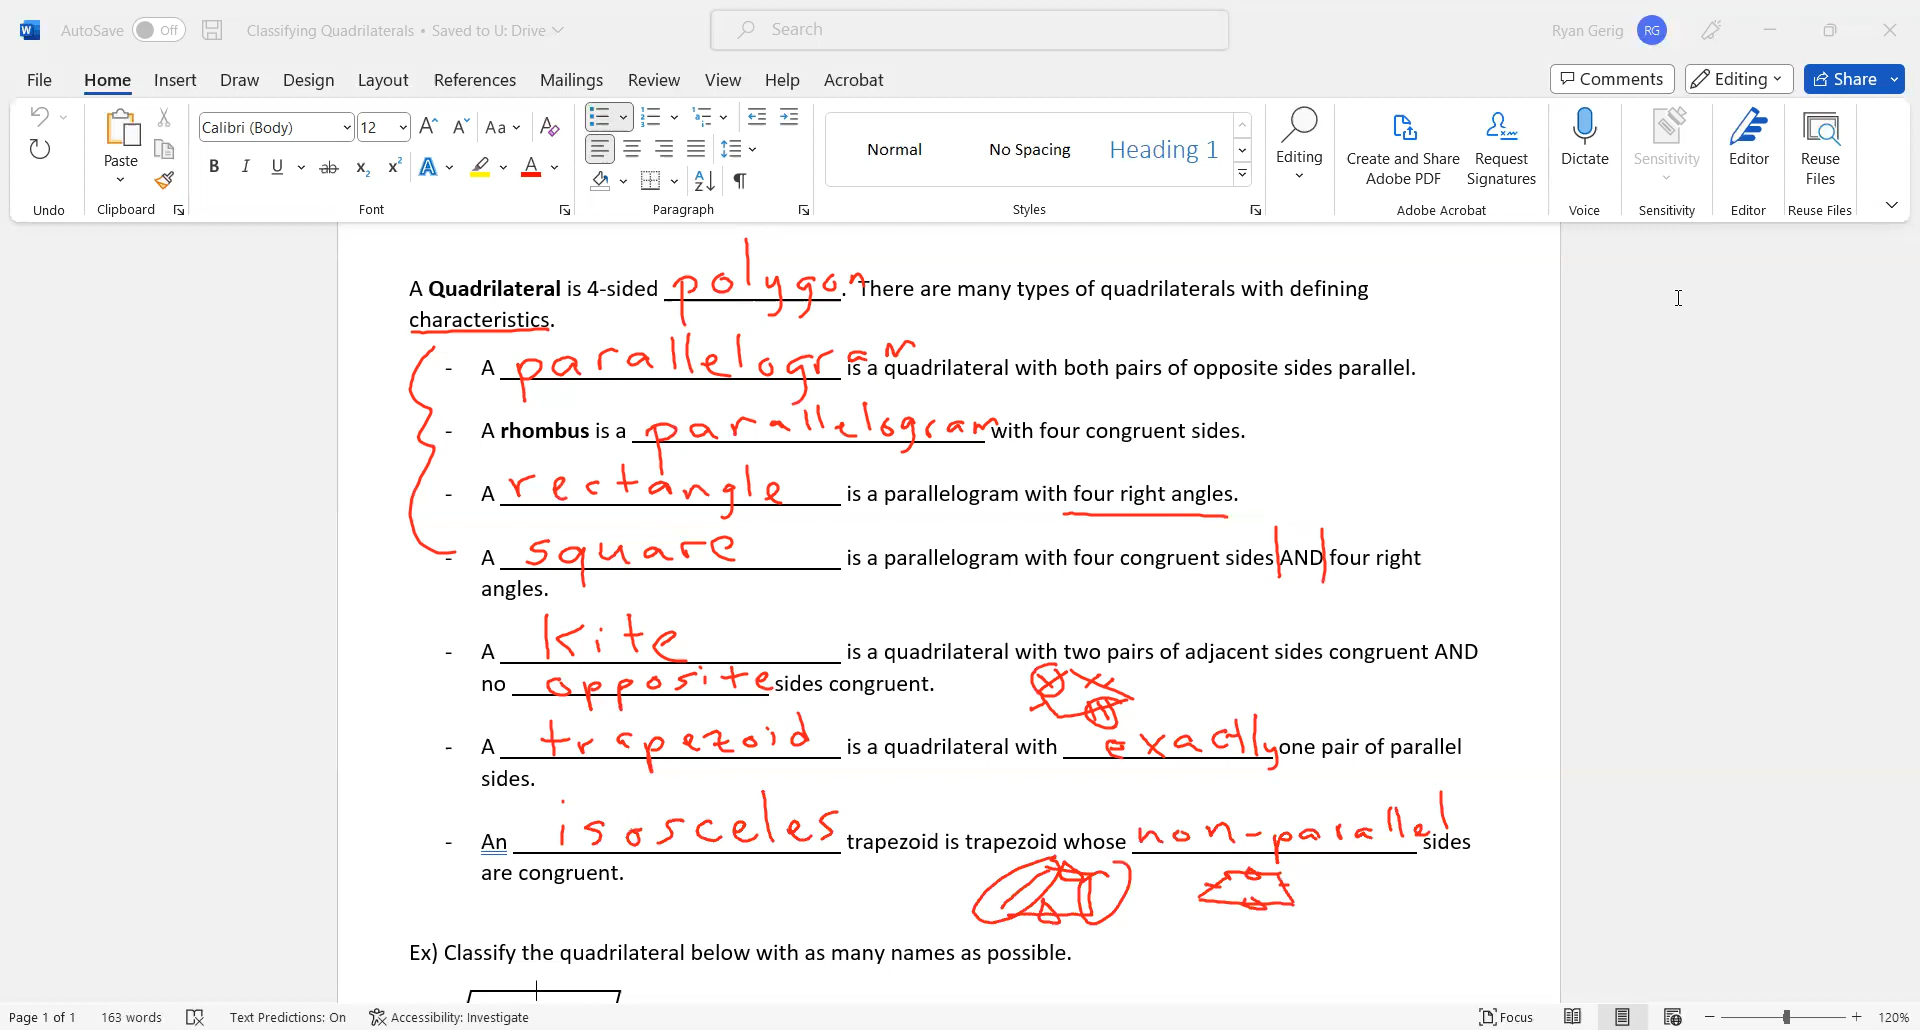 AutoSave Off Classifying Quadrilaterals • Saved to U: Drive Search Ryan Gerig RG
File Home Insert Draw Design Layout References Mailings Review View Help Acrobat Comments Editing Share
Calibri (Body) 12 Aa
Paste B I U ab x₂ x² A A Normal No Spacing Heading 1 Editing Create and Share Adobe PDF Request Signatures Dictate Sensitivity Editor Reuse Files
Undo Clipboard Font Paragraph Styles Adobe Acrobat Voice Sensitivity Editor Reuse Files
A Quadrilateral is 4-sided polygon. There are many types of quadrilaterals with defining
characteristics.
- A parallelogram is a quadrilateral with both pairs of opposite sides parallel.
- A rhombus is a parallelogram with four congruent sides.
- A rectangle is a parallelogram with four right angles.
- A square is a parallelogram with four congruent sides AND four right
angles.
- A kite is a quadrilateral with two pairs of adjacent sides congruent AND
no opposite sides congruent.
- A trapezoid is a quadrilateral with exactly one pair of parallel
sides.
- An isosceles trapezoid is trapezoid whose non-parallel sides
are congruent.
Ex) Classify the quadrilateral below with as many names as possible.
Page 1 of 1 163 words Text Predictions: On Accessibility: Investigate Focus 120%